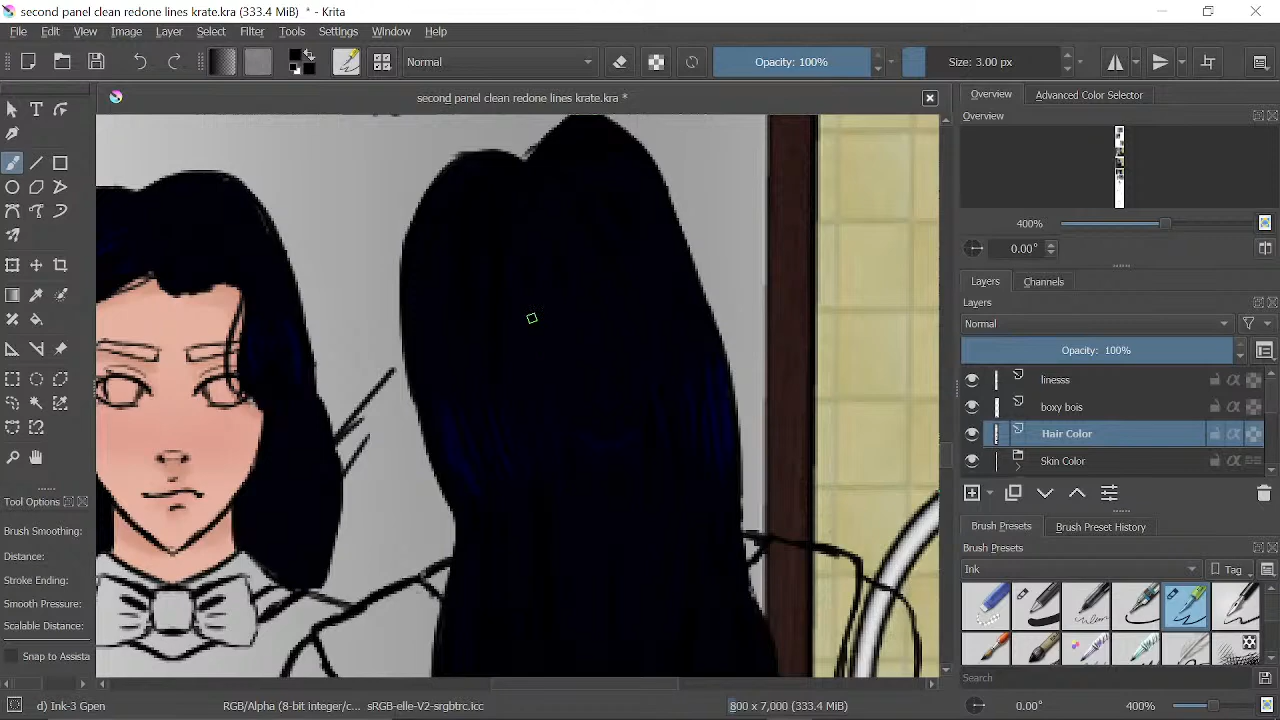 second panel clean redone lines krate.kra (333.4 MiB) * - Krita
File Edit View Image Layer Select Filter Tools Settings Window Help
Normal
Opacity: 100%
Size: 3.00 px
second panel clean redone lines krate.kra *
Overview
Advanced Color Selector
Overview
400%
0.00°
Layers
Channels
Layers
Normal
Opacity: 100%
linesss
boxy bois
Hair Color
Skin Color
Brush Presets
Brush Preset History
Brush Presets
Ink
Tag
Search
Tool Options
Brush Smoothing:
Distance:
Stroke Ending:
Smooth Pressure:
Scalable Distance:
Snap to Assista
d) Ink-3 Gpen
RGB/Alpha (8-bit integer/c... sRGB-elle-V2-srgbtrc.icc
800 x 7,000 (333.4 MiB)
0.00°
400%